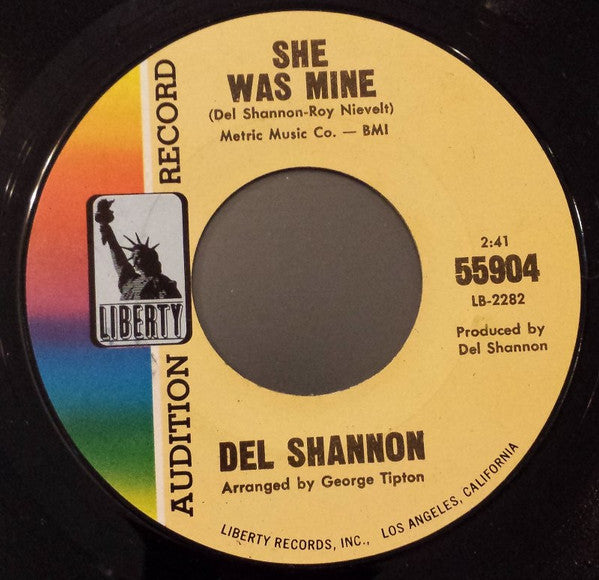 SHE
WAS MINE
(Del Shannon-Roy Nievelt)
Metric Music Co. — BMI
AUDITION RECORD
LIBERTY
2:41
55904
LB-2282
Produced by
Del Shannon
DEL SHANNON
Arranged by George Tipton
LIBERTY RECORDS, INC., LOS ANGELES, CALIFORNIA